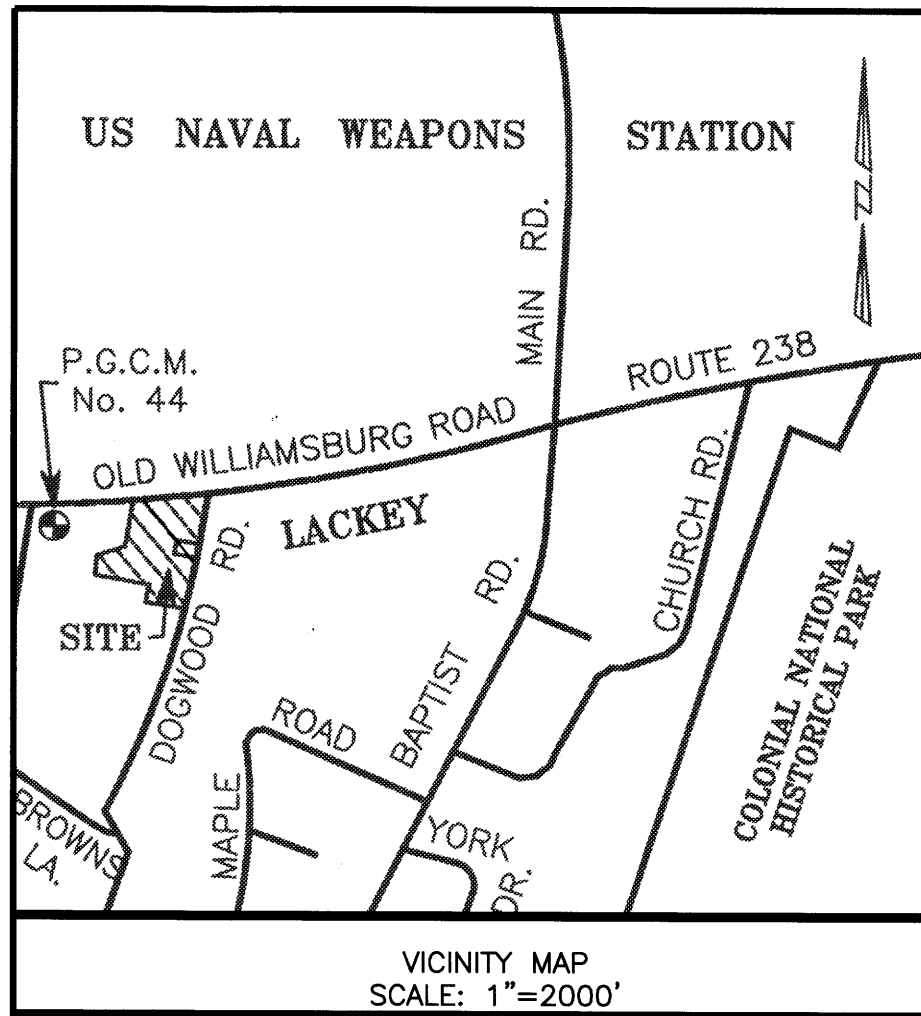 US NAVAL WEAPONS STATION
MAIN RD.
ROUTE 238
P.G.C.M.
No. 44
OLD WILLIAMSBURG ROAD
LACKEY
SITE
DOGWOOD RD.
BAPTIST RD.
CHURCH RD.
COLONIAL NATIONAL
HISTORICAL PARK
MAPLE ROAD
BROWNS
LA.
YORK DR.
N
VICINITY MAP
SCALE: 1"=2000'